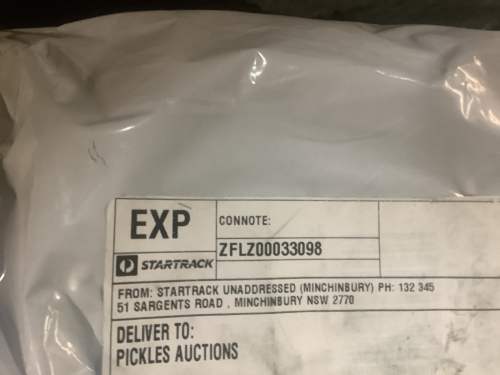 EXP
CONNOTE:
STARTRACK
ZFLZ00033098
FROM: STARTRACK UNADDRESSED (MINCHINBURY) PH: 132 345
51 SARGENTS ROAD , MINCHINBURY NSW 2770
DELIVER TO:
PICKLES AUCTIONS